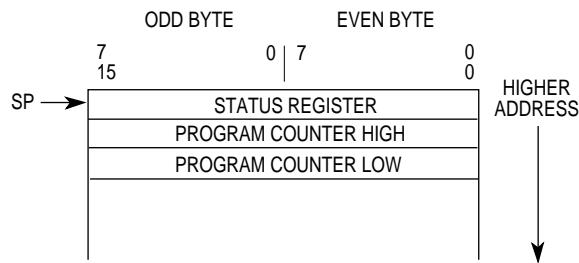 ODD BYTE EVEN BYTE
7 0 7 0
15 0
SP STATUS REGISTER HIGHER ADDRESS
PROGRAM COUNTER HIGH
PROGRAM COUNTER LOW